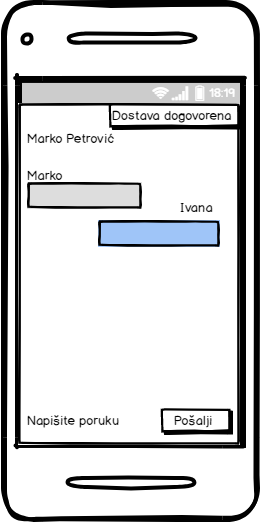 18:19
Dostava dogovorena
Marko Petrović
Marko
Ivana
Napišite poruku
Pošalji